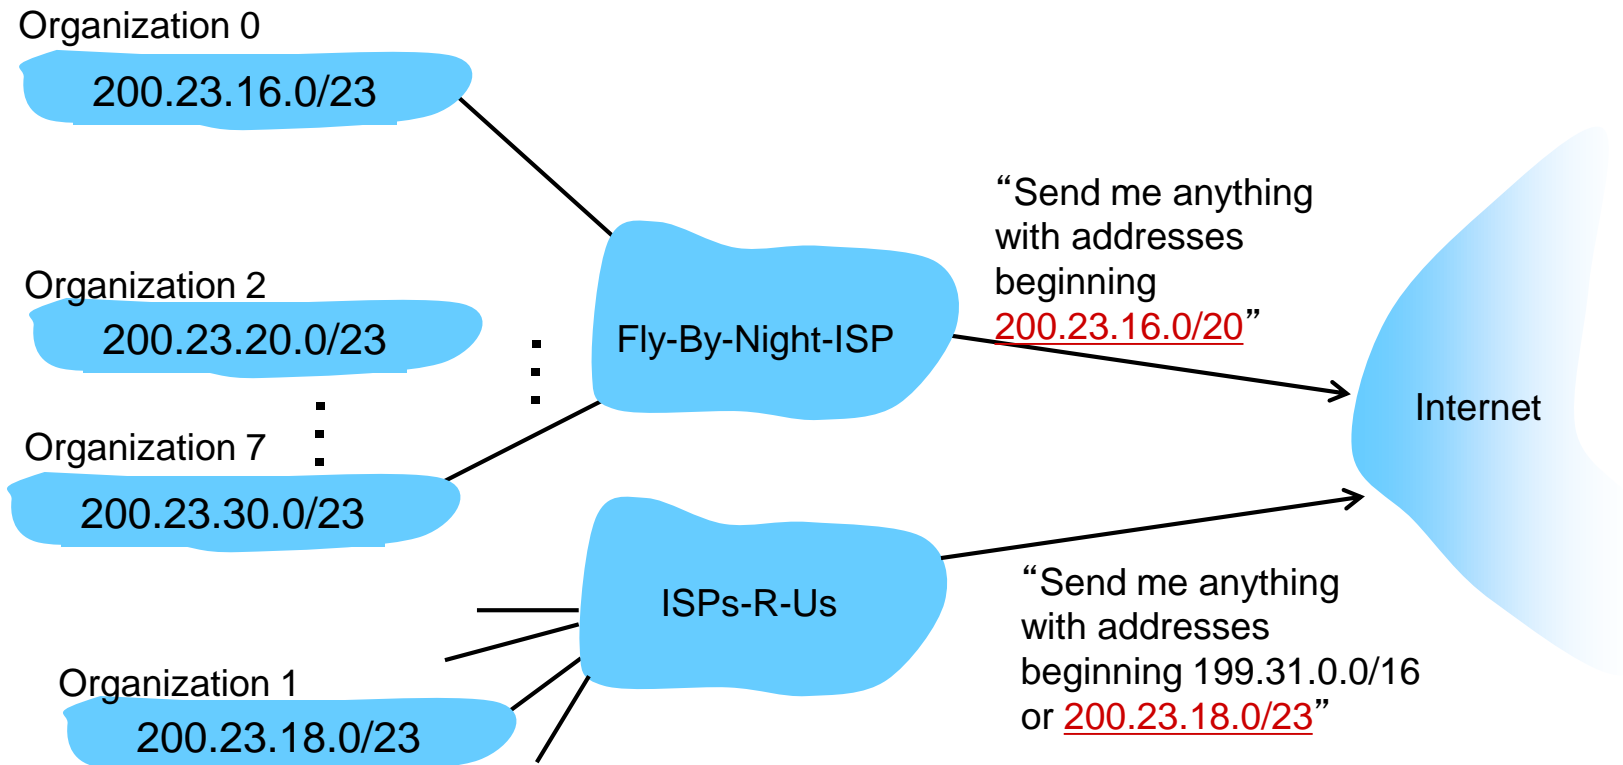 Organization 0
200.23.16.0/23
Organization 2
200.23.20.0/23
Organization 7
200.23.30.0/23
Fly-By-Night-ISP
“Send me anything
with addresses
beginning
200.23.16.0/20”
Internet
ISPs-R-Us
“Send me anything
with addresses
beginning 199.31.0.0/16
or 200.23.18.0/23”
Organization 1
200.23.18.0/23